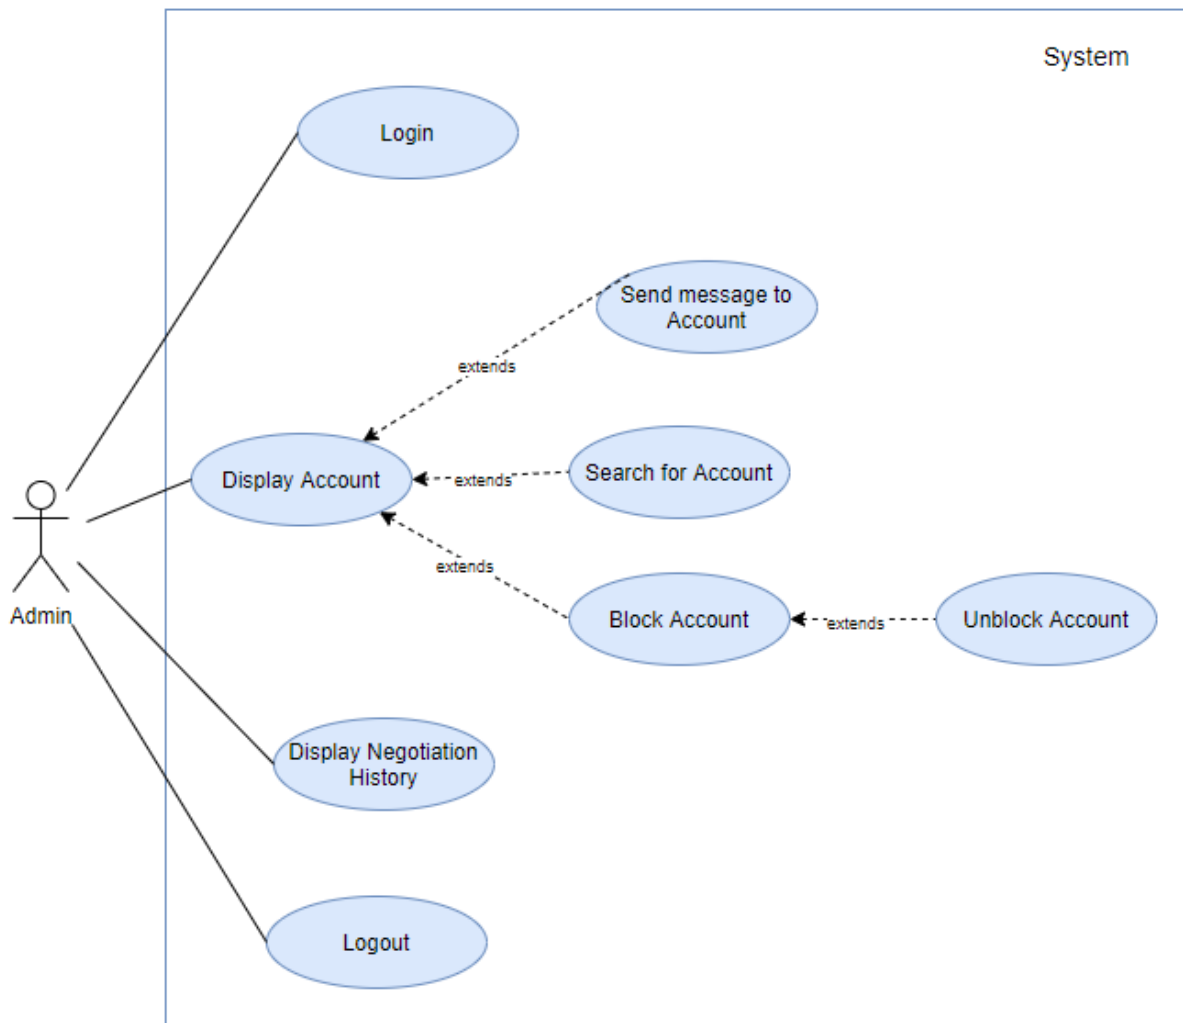 System
Login
Send message to
Account
extends
Search for Account
Display Account
extends
extends
Admin
Block Account
extends
Unblock Account
Display Negotiation
History
Logout